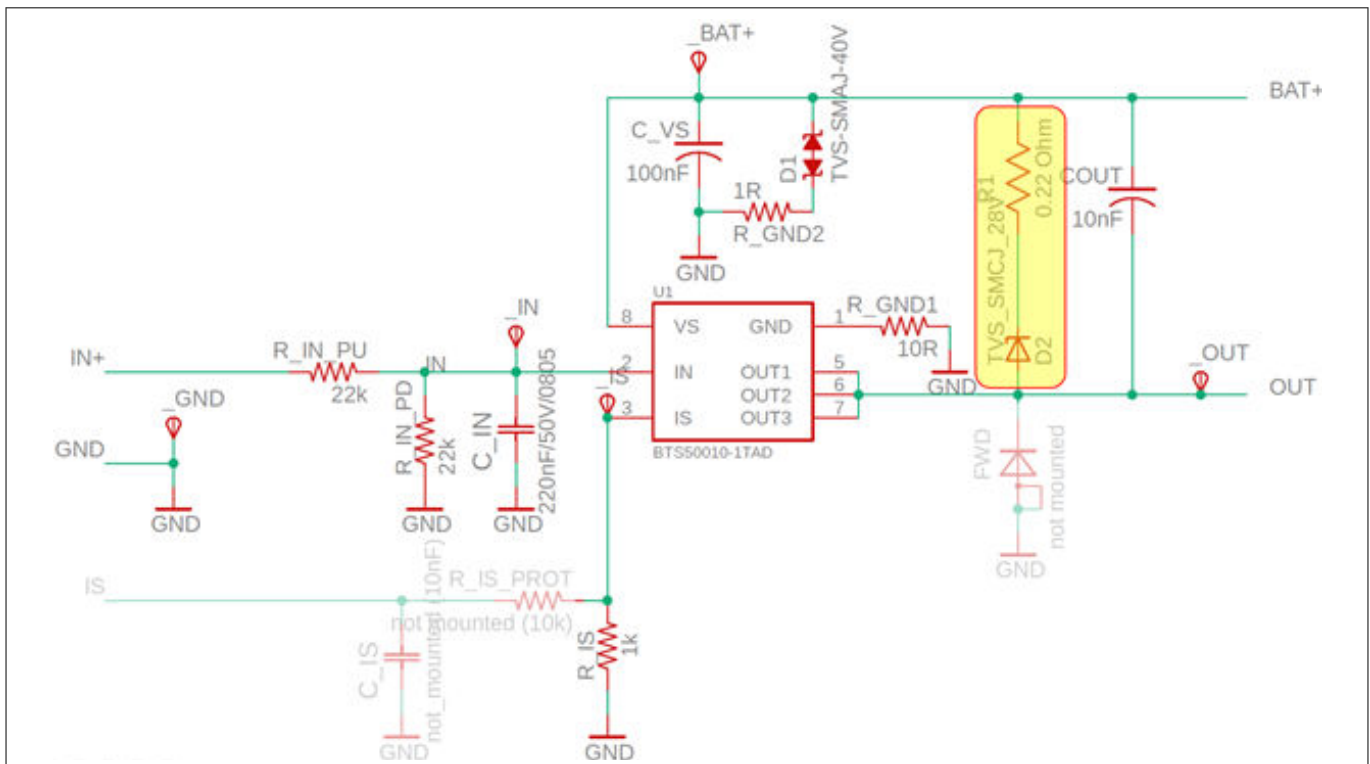 _BAT+
BAT+
C_VS
100nF
D1
TVS-SMAJ-40V
1R
R_GND2
GND
R1
0.22 Ohm
TVS_SMCJ_28V
D2
COUT
10nF
U1
8
VS
GND
1
R_GND1
10R
GND
_IN
IN+
R_IN_PU
22k
IN
2
IN
OUT1
5
_IS
OUT2
6
3
IS
OUT3
7
_OUT
OUT
BTS50010-1TAD
_GND
GND
GND
R_IN_PD
22k
GND
C_IN
220nF/50V/0805
GND
FWD
not mounted
GND
IS
R_IS_PROT
not mounted (10k)
C_IS
not_mounted (10nF)
GND
R_IS
1k
GND